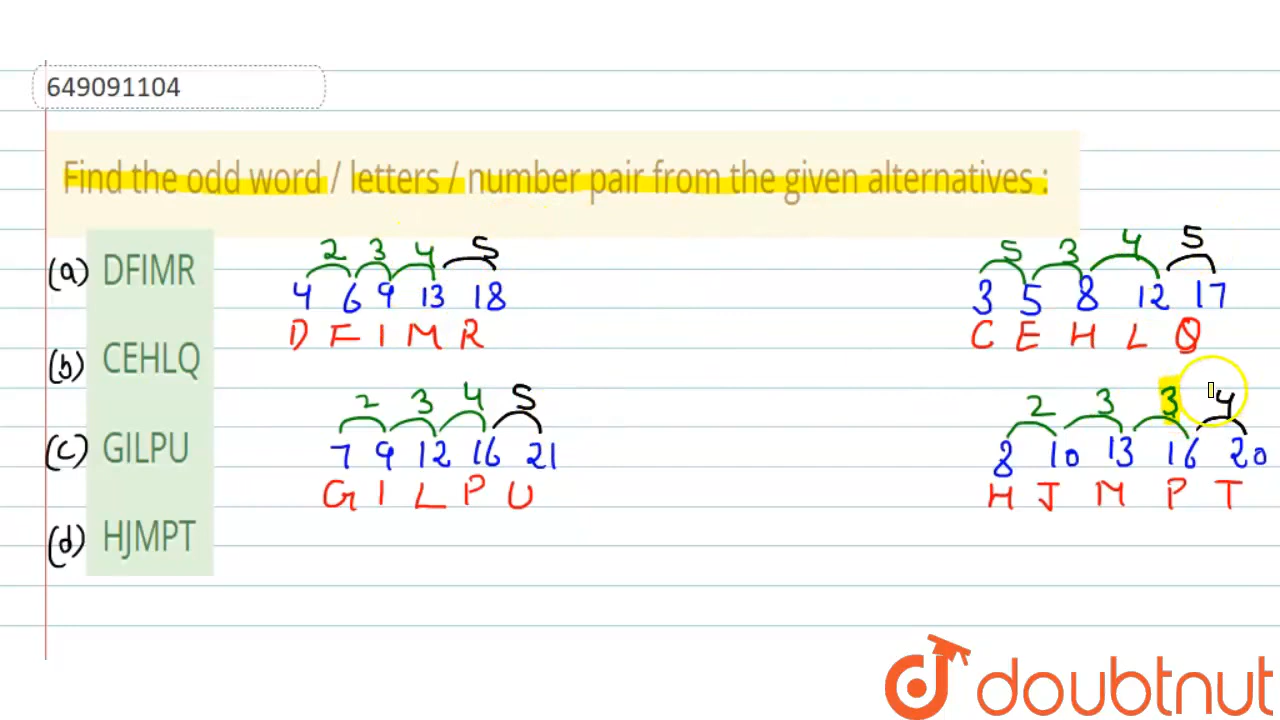 649091104
Find the odd word / letters / number pair from the given alternatives :
(a) DFIMR
2 3 4 5
4 6 9 13 18
D F I M R
5 3 4 5
3 5 8 12 17
C E H L Q
(b) CEHLQ
(c) GILPU
2 3 4 5
7 9 12 16 21
G I L P U
2 3 3 4
8 10 13 16 20
H J M P T
(d) HJMPT
doubtnut